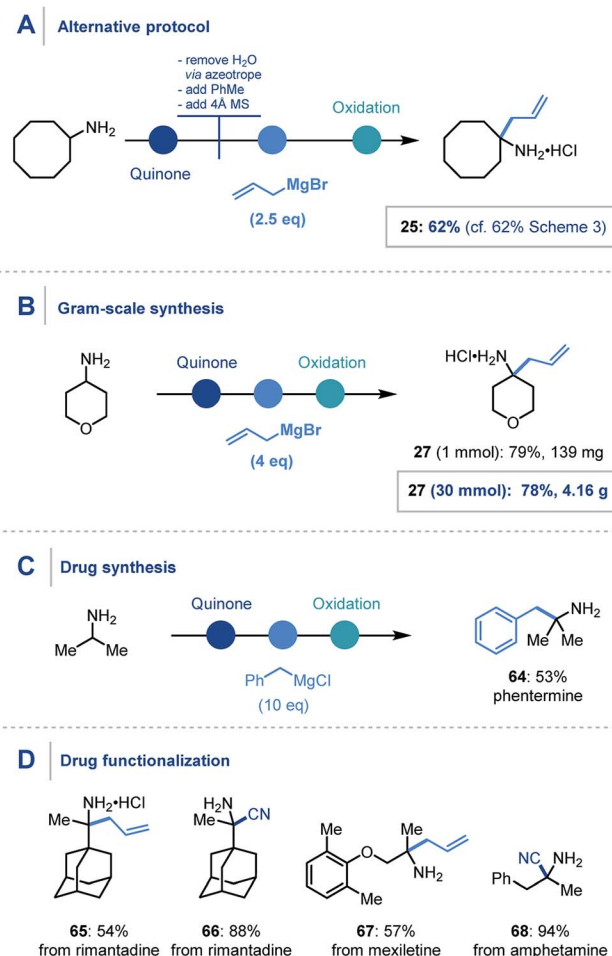 A Alternative protocol
- remove H₂O
via azeotrope
- add PhMe
- add 4Å MS
Oxidation
NH₂
Quinone
MgBr
(2.5 eq)
NH₂•HCl
25: 62% (cf. 62% Scheme 3)
B Gram-scale synthesis
NH₂
O
Quinone
Oxidation
MgBr
(4 eq)
HCl•H₂N
O
27 (1 mmol): 79%, 139 mg
27 (30 mmol): 78%, 4.16 g
C Drug synthesis
NH₂
Me Me
Quinone
Oxidation
Ph MgCl
(10 eq)
NH₂
Me Me
64: 53%
phentermine
D Drug functionalization
NH₂•HCl
Me
65: 54%
from rimantadine
H₂N
Me CN
66: 88%
from rimantadine
Me
O
Me
NH₂
Me
67: 57%
from mexiletine
NC NH₂
Ph Me
68: 94%
from amphetamine